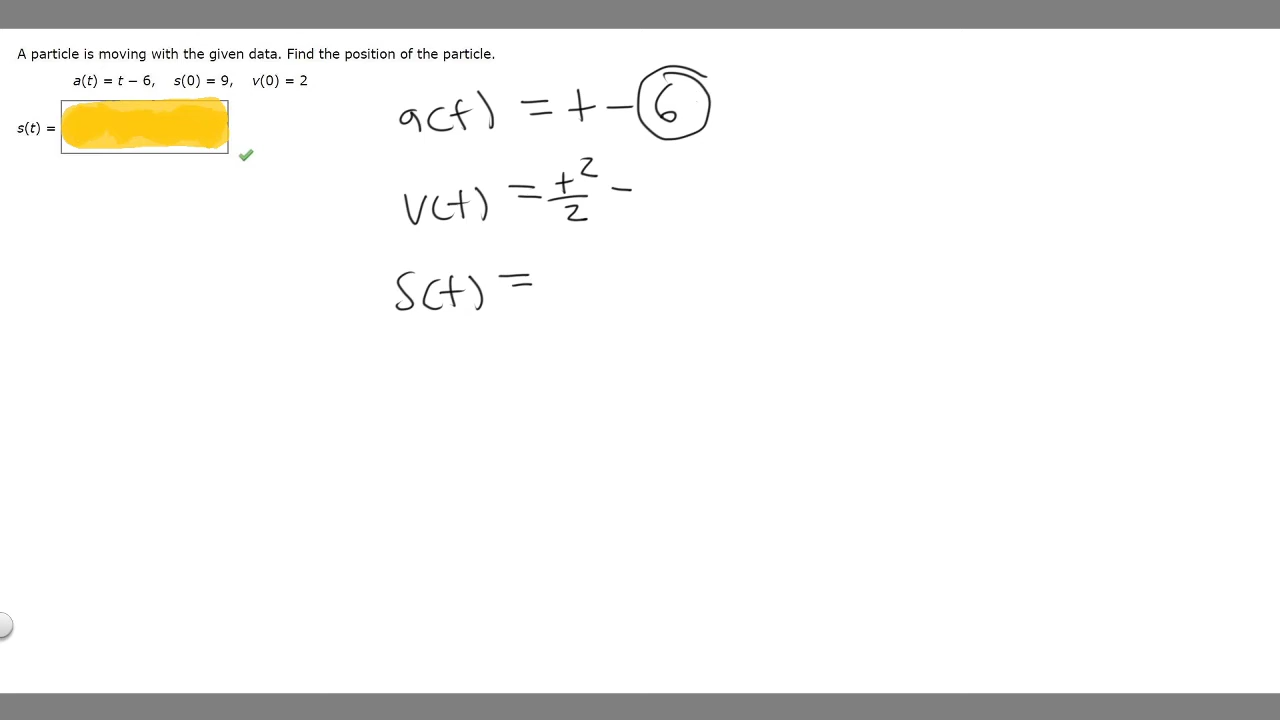 A particle is moving with the given data. Find the position of the particle.
a(t) = t − 6, s(0) = 9, v(0) = 2
s(t) =
a(t) = t − 6
v(t) = t²/2 −
s(t) =